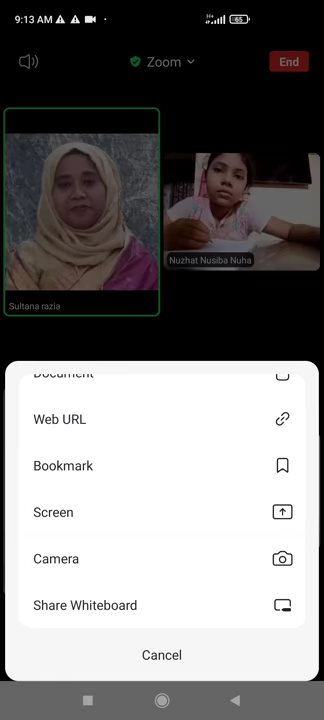 9:13 AM
65
Zoom
End
Sultana razia
Nuzhat Nusiba Nuha
Document
Web URL
Bookmark
Screen
Camera
Share Whiteboard
Cancel